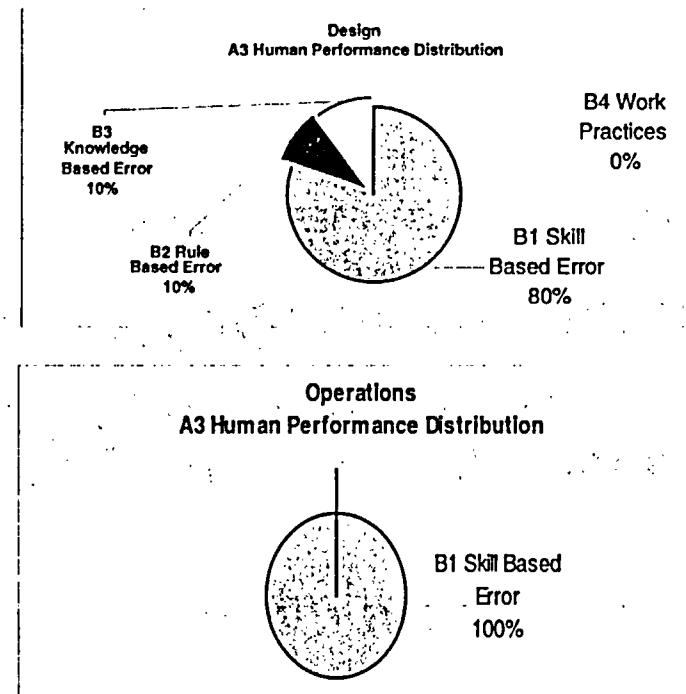 Design
A3 Human Performance Distribution
B3
Knowledge
Based Error
10%
B2 Rule
Based Error
10%
B4 Work
Practices
0%
B1 Skill
Based Error
80%
Operations
A3 Human Performance Distribution
B1 Skill Based
Error
100%